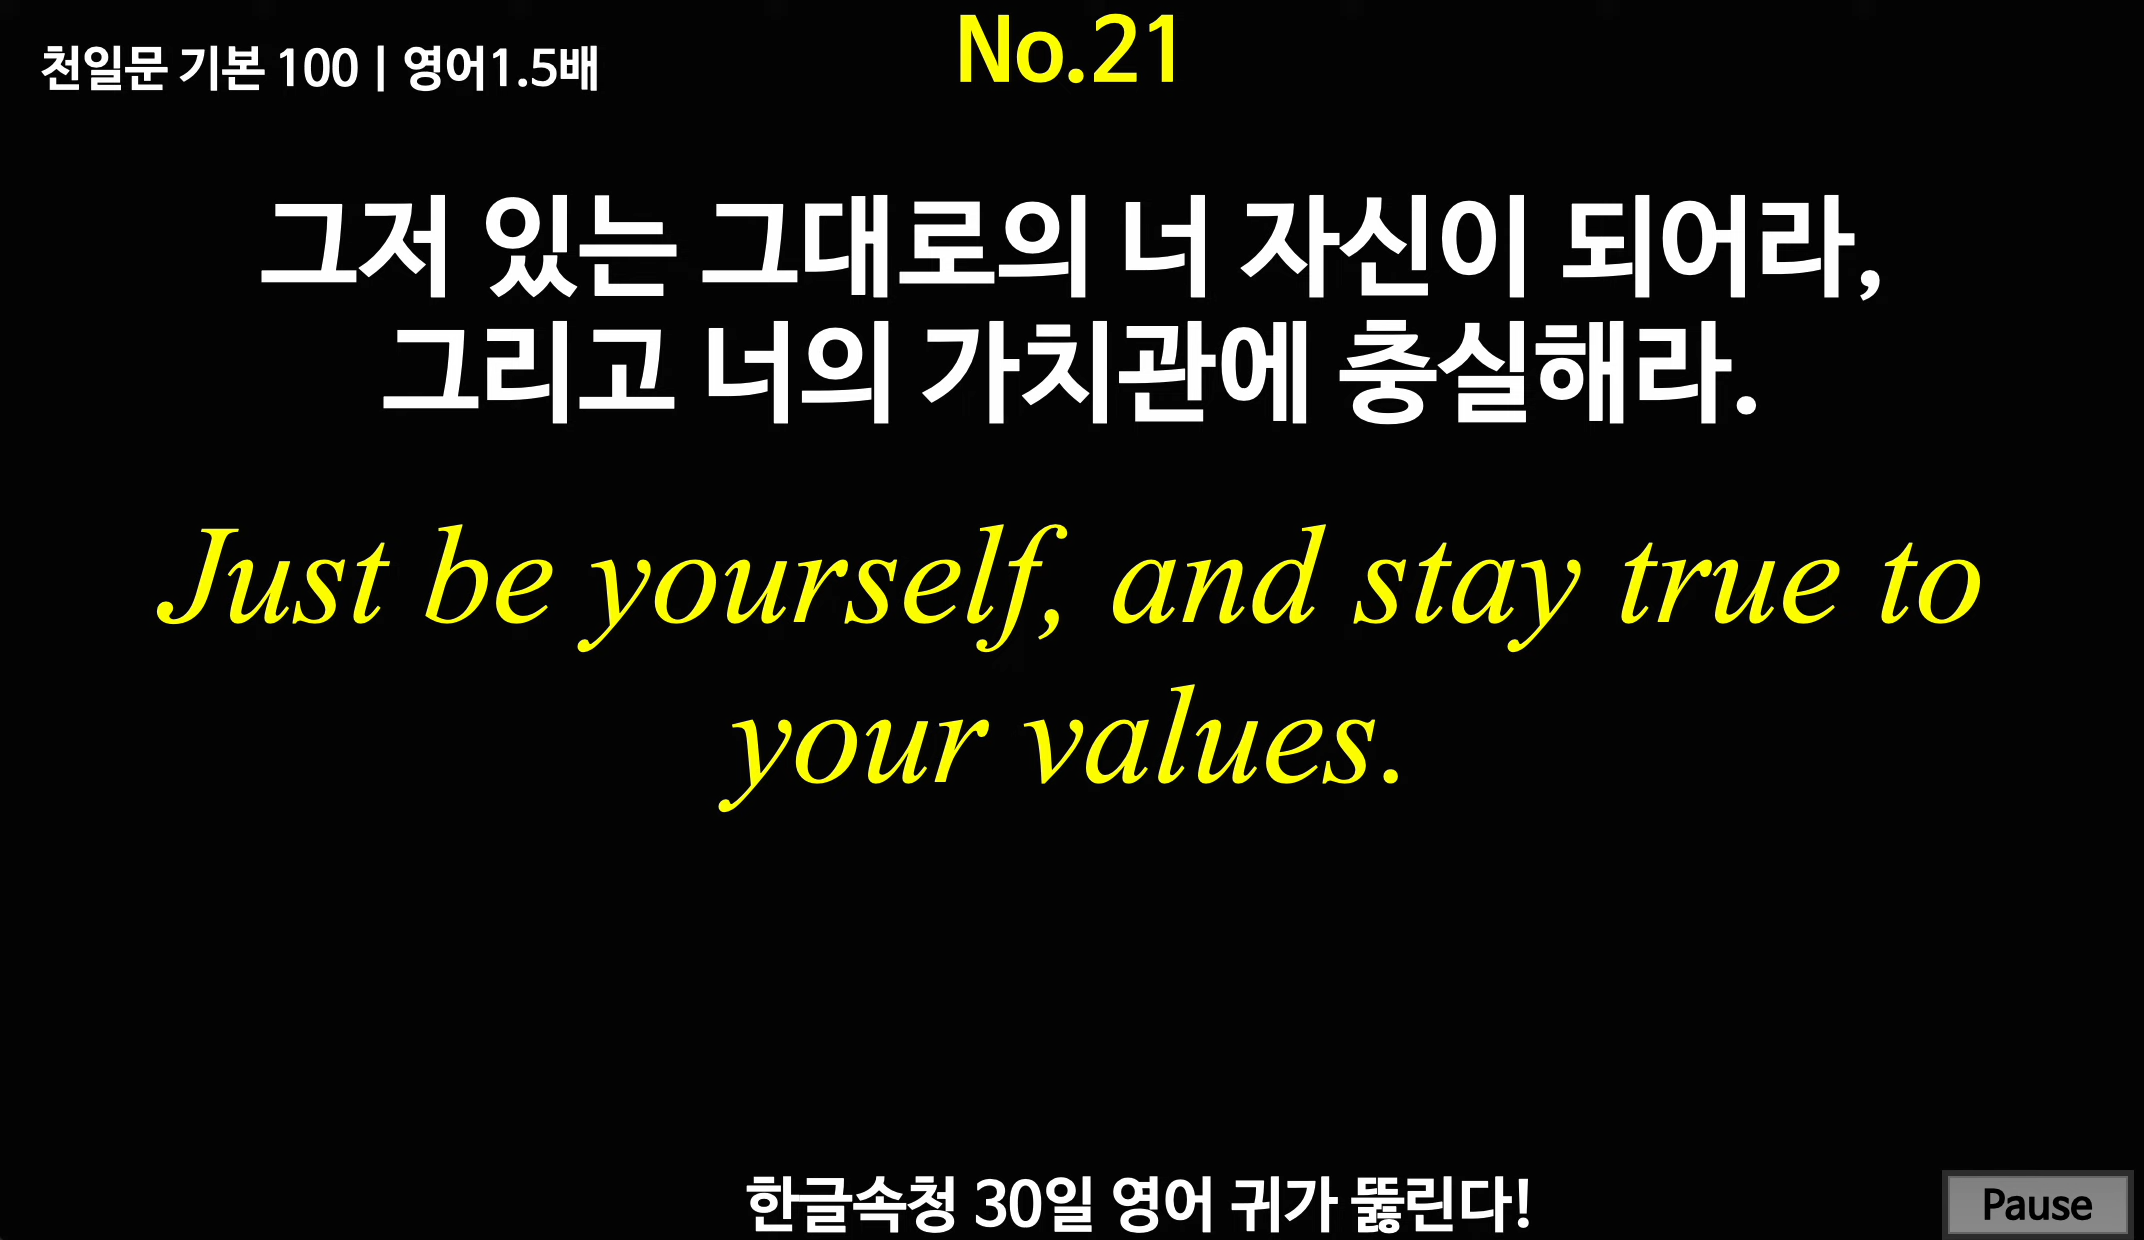 천일문 기본 100 | 영어1.5배
No.21
그저 있는 그대로의 너 자신이 되어라,
그리고 너의 가치관에 충실해라.
Just be yourself, and stay true to
your values.
한글속청 30일 영어 귀가 뚫린다!
Pause